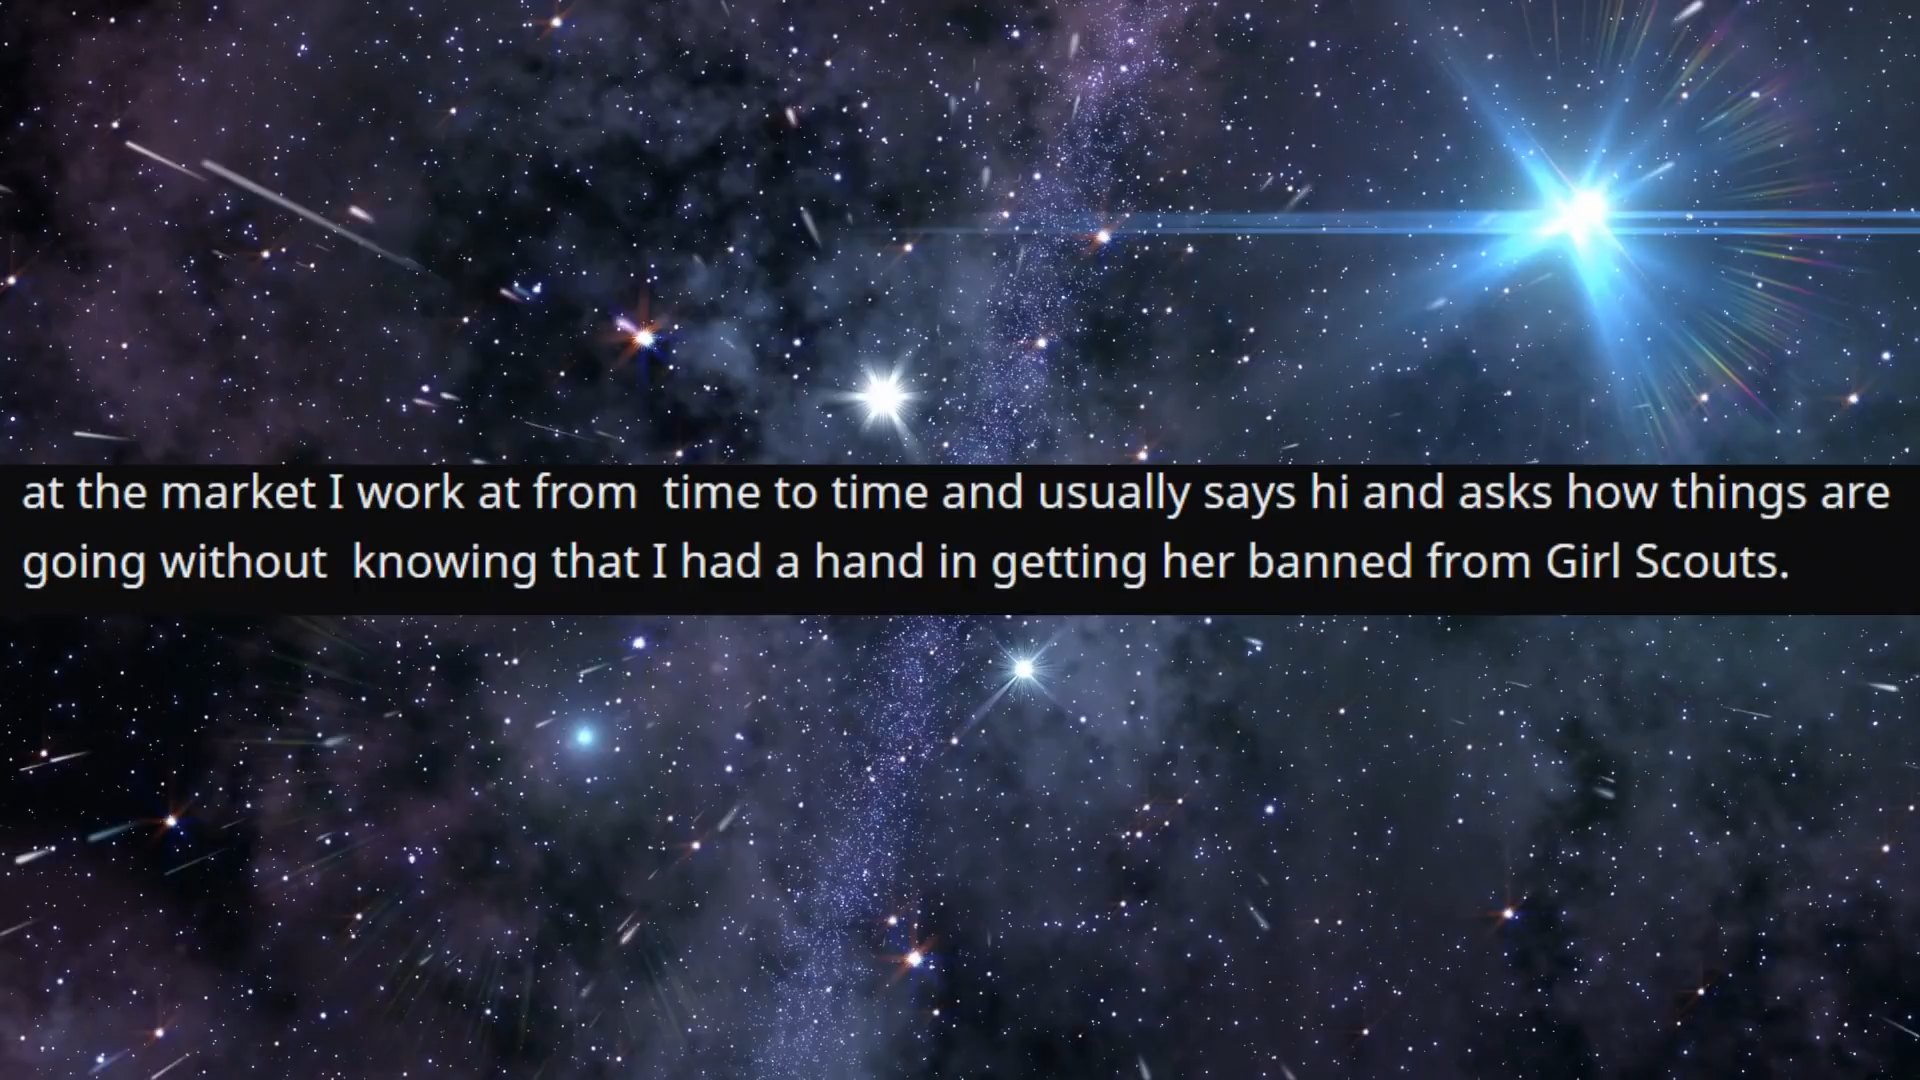 at the market I work at from  time to time and usually says hi and asks how things are
going without  knowing that I had a hand in getting her banned from Girl Scouts.